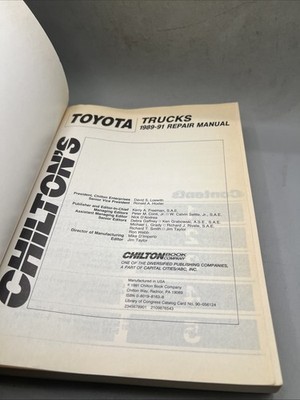 CHILTON'S
TOYOTA TRUCKS
1989-91 REPAIR MANUAL
President, Chilton Enterprises David S. Loewith
Senior Vice President Ronald A. Hoxter
Publisher and Editor-In-Chief Kerry A. Freeman, S.A.E.
Managing Editors Peter M. Conti, Jr. □ W. Calvin Settle, Jr., S.A.E.
Assistant Managing Editor Nick D'Andrea
Senior Editors Debra Gaffney □ Ken Grabowski, A.S.E., S.A.E.
Michael L. Grady □ Richard J. Rivele, S.A.E.
Richard T. Smith □ Jim Taylor
Director of Manufacturing Ron Webb
Editor Jim Taylor
CHILTON BOOK
COMPANY
ONE OF THE DIVERSIFIED PUBLISHING COMPANIES,
A PART OF CAPITAL CITIES/ABC, INC.
Manufactured in USA
© 1991 Chilton Book Company
Chilton Way, Radnor, PA 19089
ISBN 0-8019-8163-8
Library of Congress Catalog Card No. 90-056124
Contents